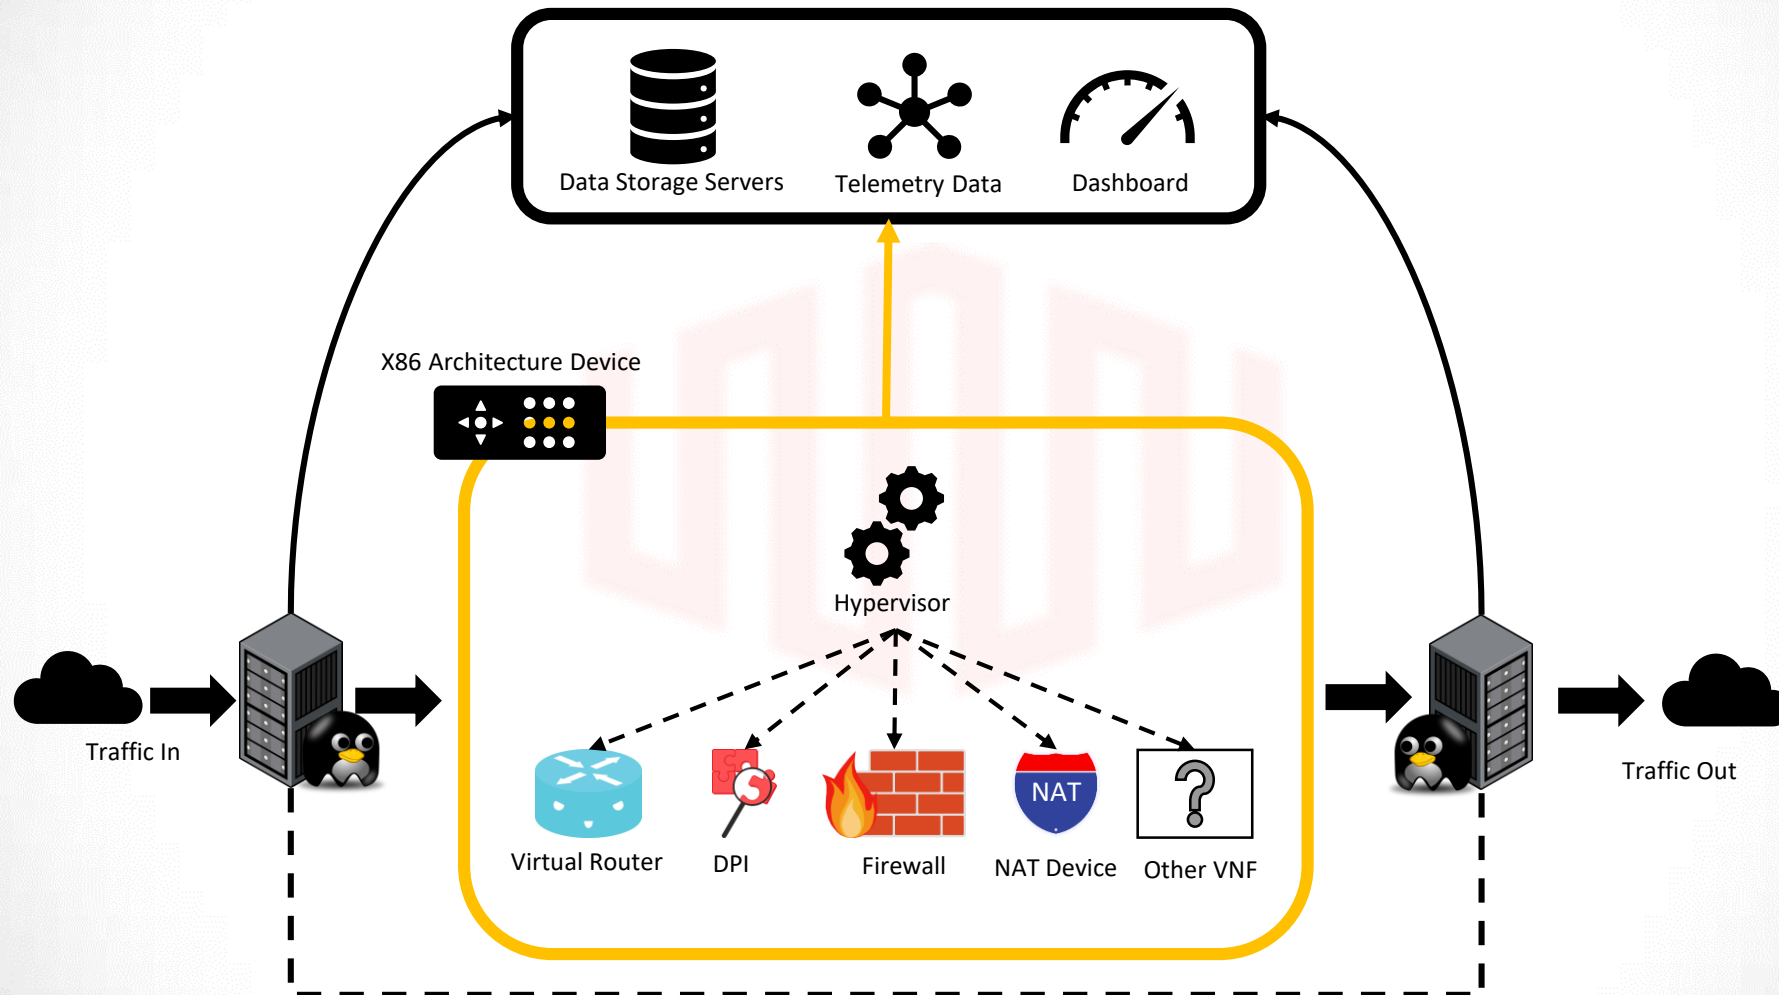 Data Storage Servers
Telemetry Data
Dashboard
X86 Architecture Device
Hypervisor
Traffic In
NAT
Traffic Out
Virtual Router
DPI
Firewall
NAT Device
Other VNF